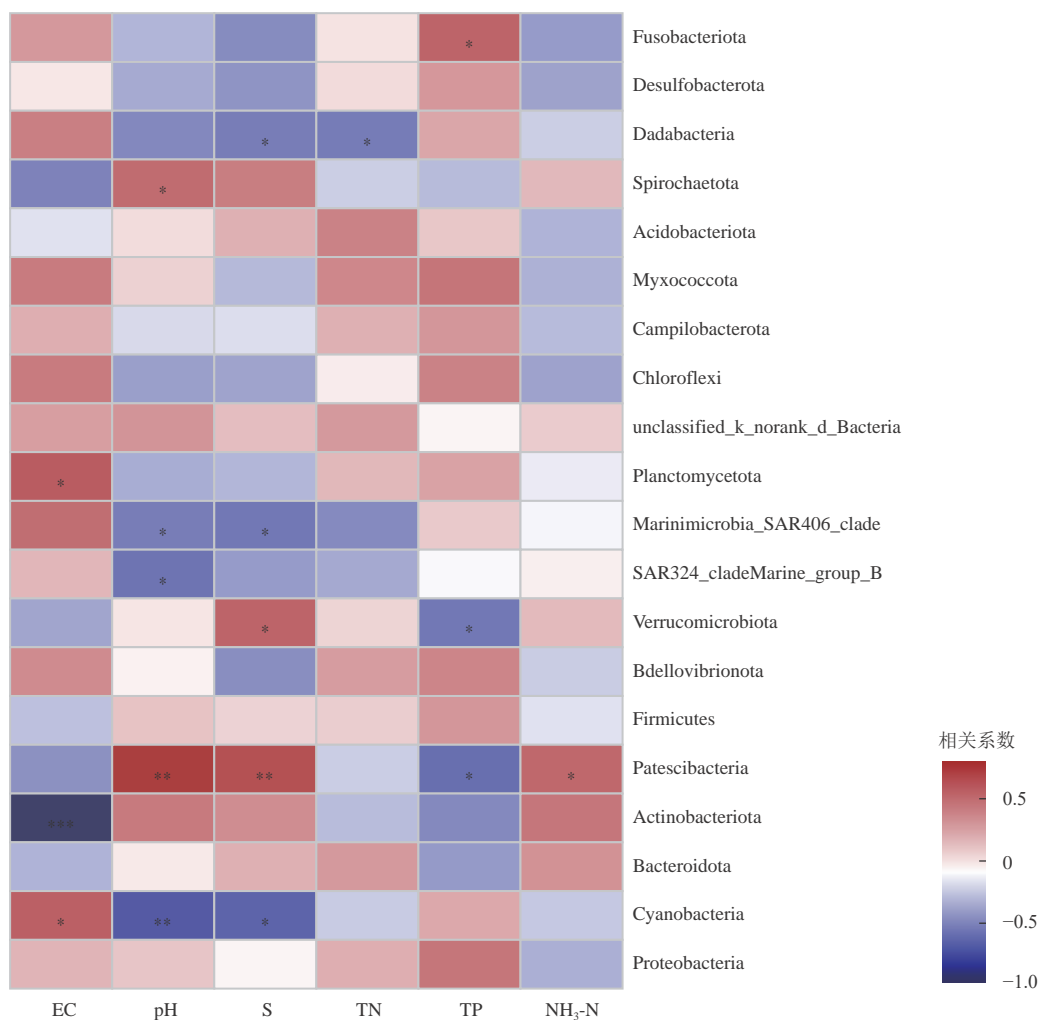 * Fusobacteriota
Desulfobacterota
* * Dadabacteria
* Spirochaetota
Acidobacteriota
Myxococcota
Campilobacterota
Chloroflexi
unclassified_k_norank_d_Bacteria
* Planctomycetota
* * Marinimicrobia_SAR406_clade
* SAR324_cladeMarine_group_B
* * Verrucomicrobiota
Bdellovibrionota
Firmicutes
** ** * * Patescibacteria
*** Actinobacteriota
Bacteroidota
* ** * Cyanobacteria
Proteobacteria
EC pH S TN TP NH₃-N
相关系数
0.5
0
−0.5
−1.0